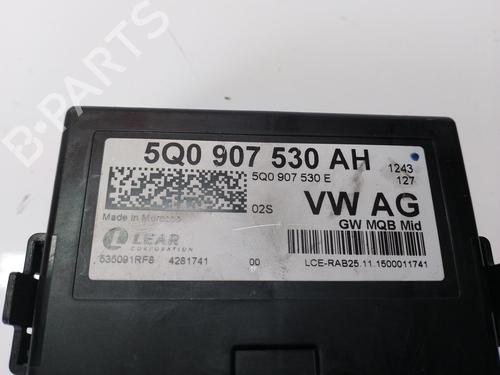 5Q0 907 530 AH
5Q0 907 530 E
1243
127
02S
VW AG
GW MQB Mid
Made in Morocco
LEAR
CORPORATION
535091RF8 4281741 00
LCE-RAB25.11.1500011741
B-PARTS